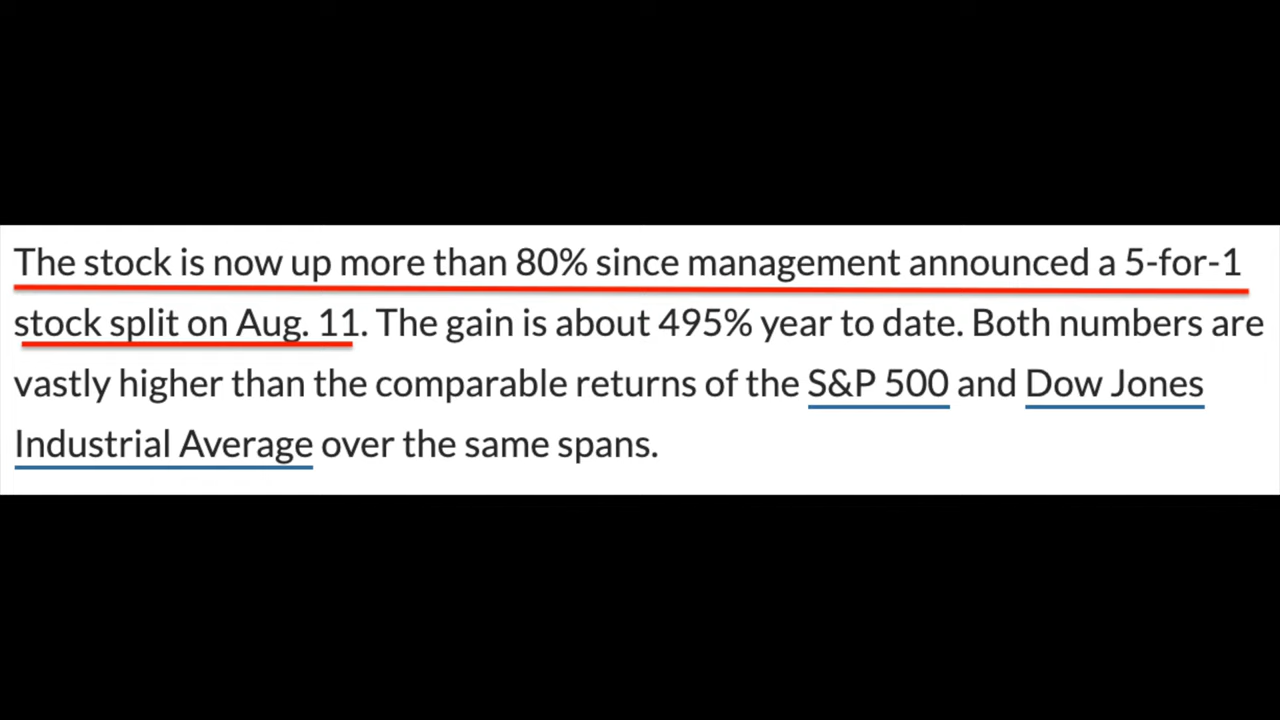 The stock is now up more than 80% since management announced a 5-for-1
stock split on Aug. 11. The gain is about 495% year to date. Both numbers are
vastly higher than the comparable returns of the S&P 500 and Dow Jones
Industrial Average over the same spans.